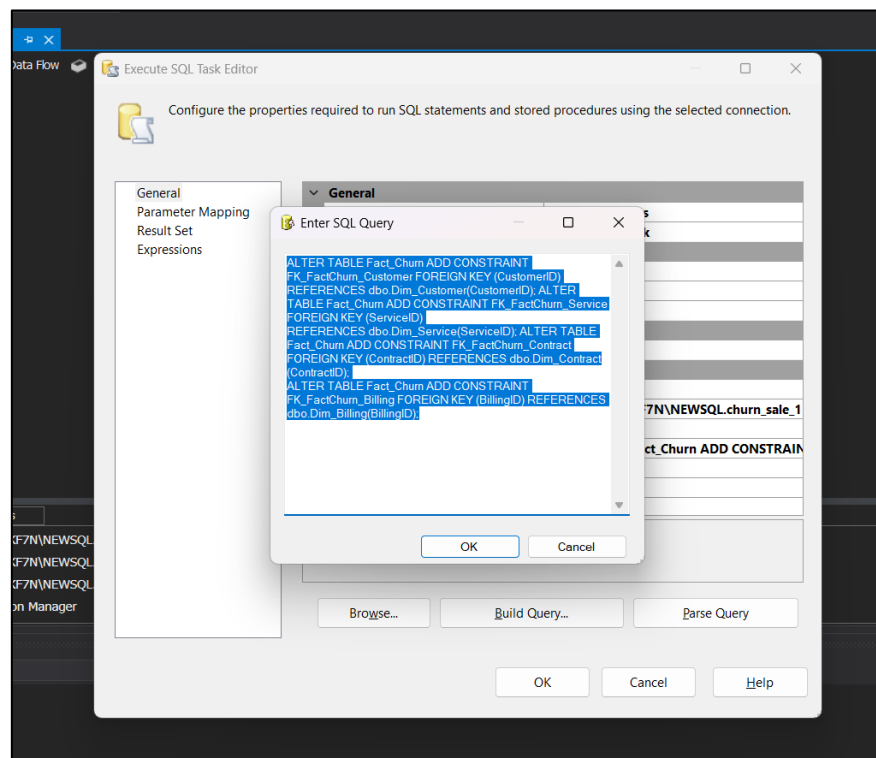 Data Flow
Execute SQL Task Editor
Configure the properties required to run SQL statements and stored procedures using the selected connection.
General
Parameter Mapping
Result Set
Expressions
General
Enter SQL Query
ALTER TABLE Fact_Churn ADD CONSTRAINT
FK_FactChurn_Customer FOREIGN KEY (CustomerID)
REFERENCES dbo.Dim_Customer(CustomerID); ALTER
TABLE Fact_Churn ADD CONSTRAINT FK_FactChurn_Service
FOREIGN KEY (ServiceID)
REFERENCES dbo.Dim_Service(ServiceID); ALTER TABLE
Fact_Churn ADD CONSTRAINT FK_FactChurn_Contract
FOREIGN KEY (ContractID) REFERENCES dbo.Dim_Contract
(ContractID);
ALTER TABLE Fact_Churn ADD CONSTRAINT
FK_FactChurn_Billing FOREIGN KEY (BillingID) REFERENCES
dbo.Dim_Billing(BillingID);
OK Cancel
F7N\NEWSQL.churn_sale_1
ct_Churn ADD CONSTRAIN
F7N\NEWSQL.
F7N\NEWSQL.
F7N\NEWSQL.
on Manager
Browse... Build Query... Parse Query
OK Cancel Help